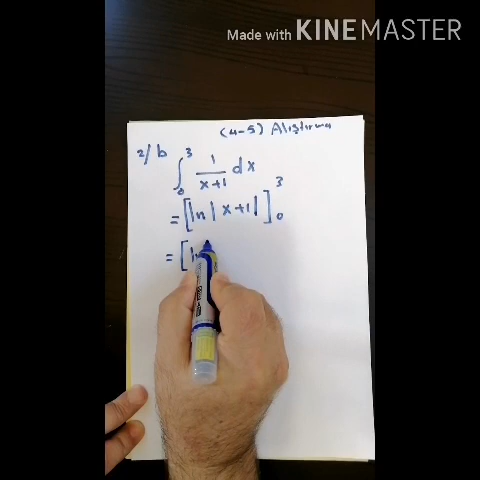 Made with KINEMASTER
(4-5) Alıştırma
2/b ∫₀³ 1/(x+1) dx
= [ln |x+1|]₀³
= [l